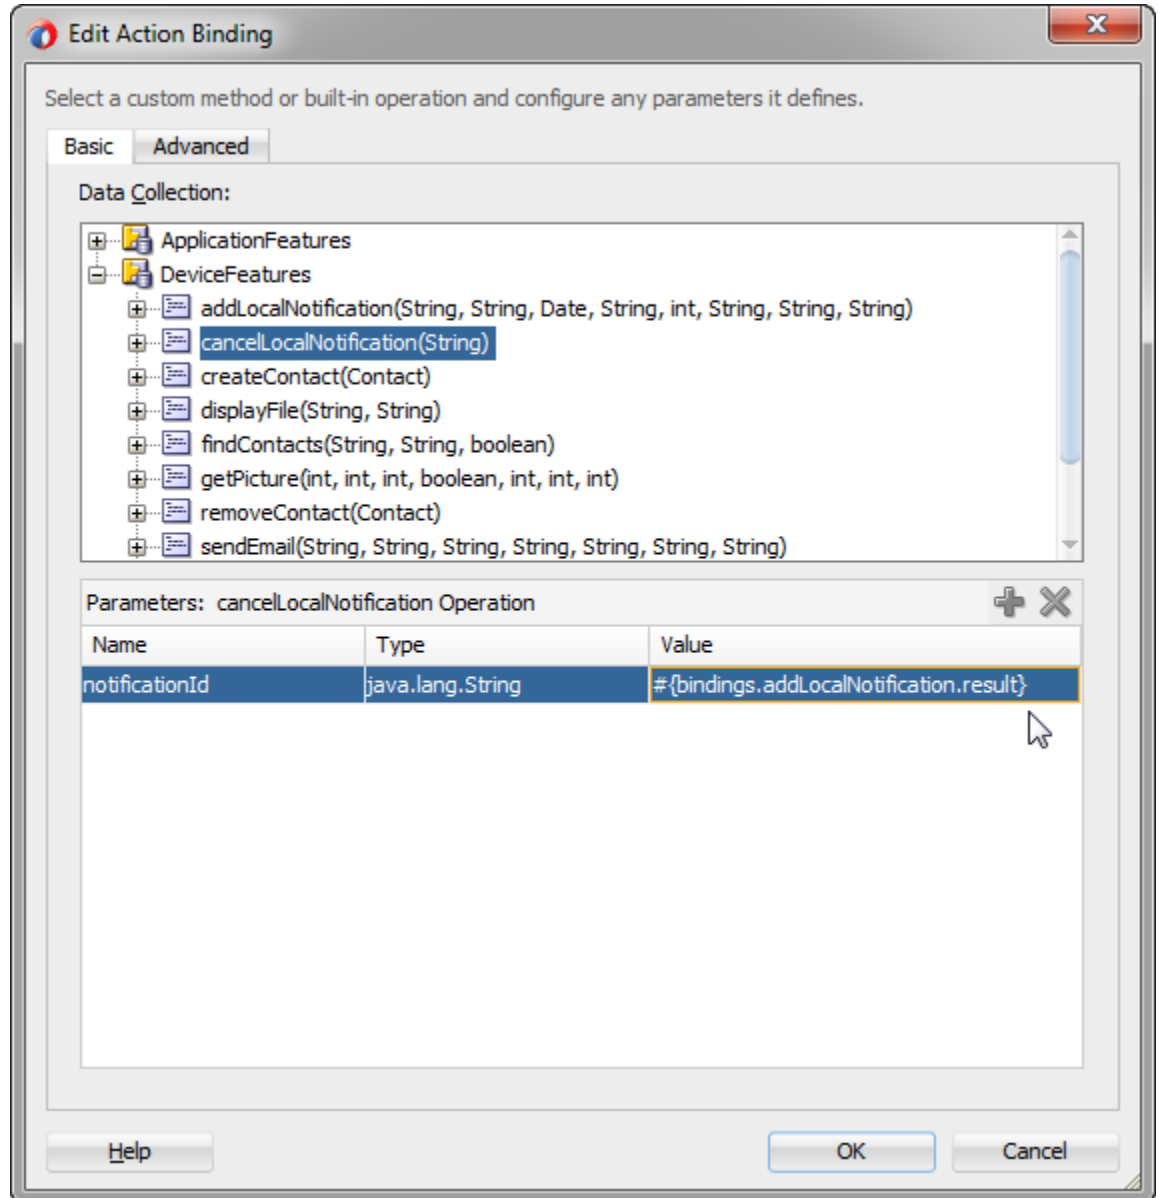 Edit Action Binding
Select a custom method or built-in operation and configure any parameters it defines.
Basic Advanced
Data Collection:
ApplicationFeatures
DeviceFeatures
addLocalNotification(String, String, Date, String, int, String, String, String)
cancelLocalNotification(String)
createContact(Contact)
displayFile(String, String)
findContacts(String, String, boolean)
getPicture(int, int, int, boolean, int, int, int)
removeContact(Contact)
sendEmail(String, String, String, String, String, String, String)
Parameters: cancelLocalNotification Operation
Name Type Value
notificationId java.lang.String #{bindings.addLocalNotification.result}
Help OK Cancel